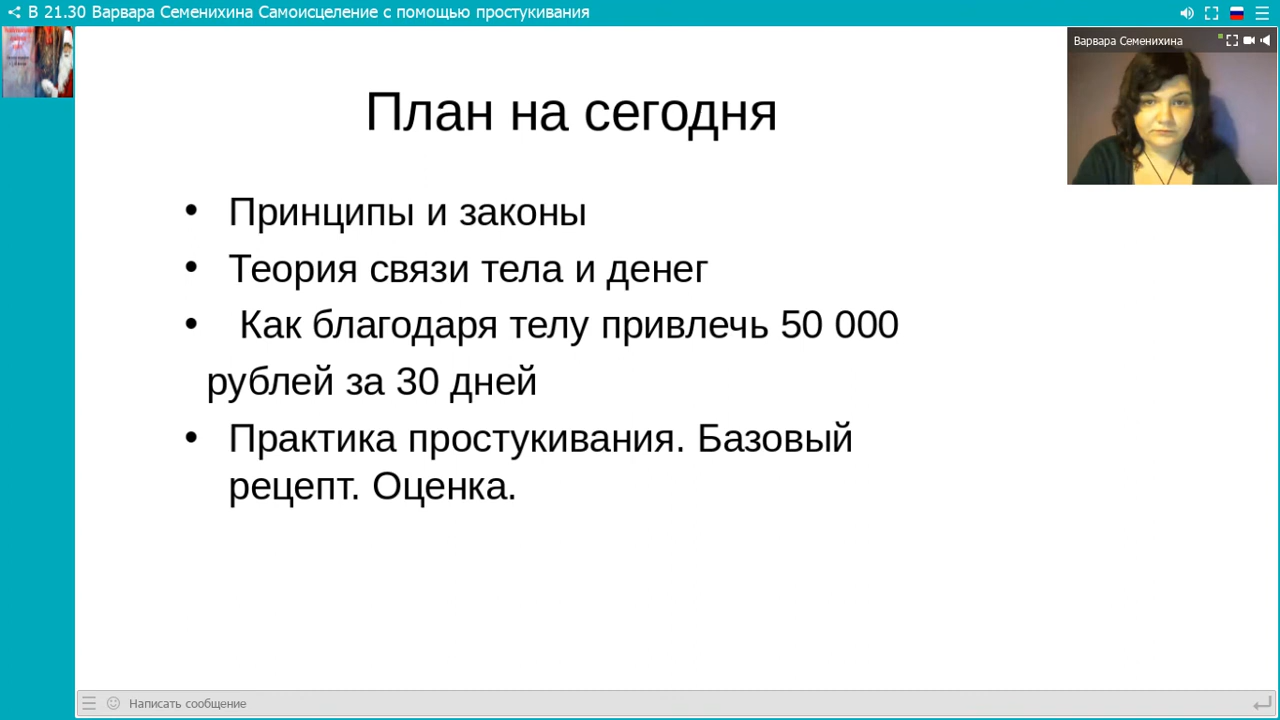 В 21.30 Варвара Семенихина Самоисцеление с помощью простукивания
Варвара Семенихина
План на сегодня
• Принципы и законы
• Теория связи тела и денег
• Как благодаря телу привлечь 50 000
рублей за 30 дней
• Практика простукивания. Базовый
рецепт. Оценка.
Написать сообщение